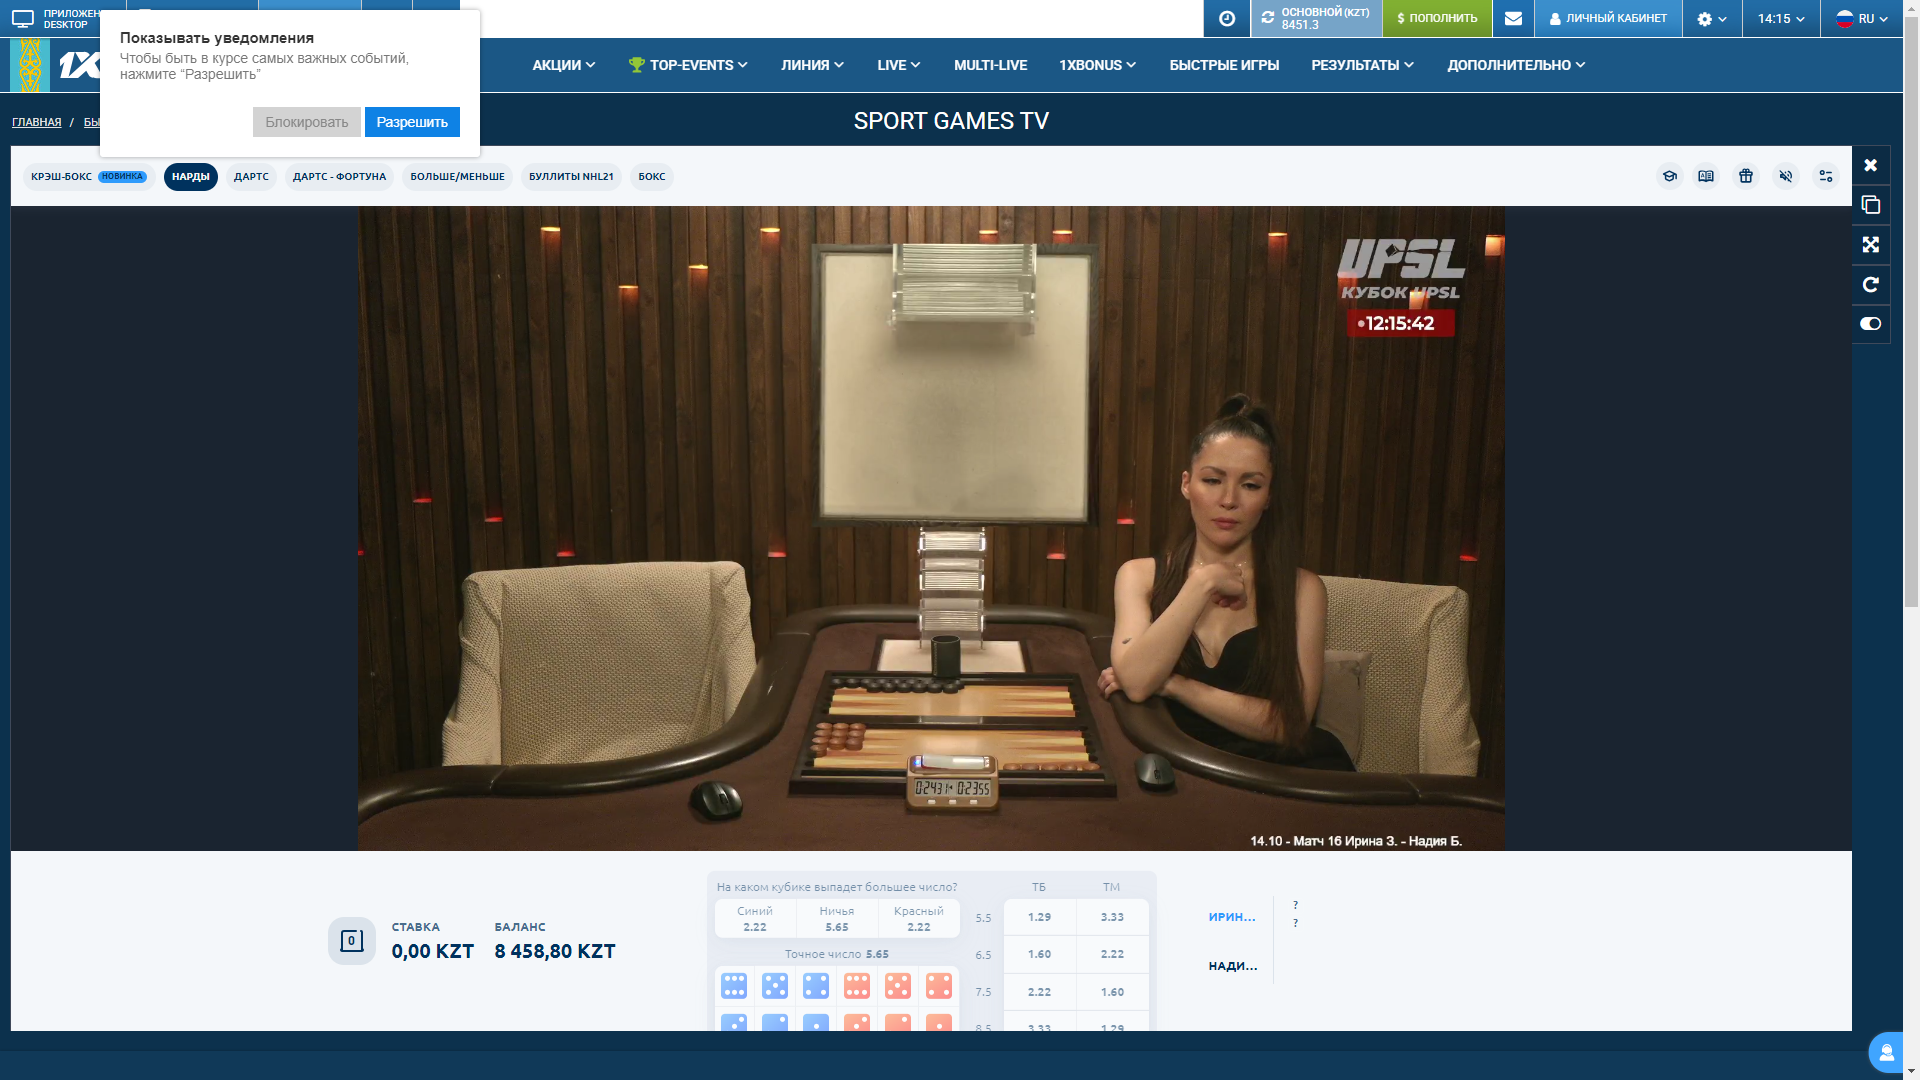 ПРИЛОЖЕН
DESKTOP
ОСНОВНОЙ (KZT)
8451.3
$ ПОПОЛНИТЬ
ЛИЧНЫЙ КАБИНЕТ
14:15
RU
Показывать уведомления
Чтобы быть в курсе самых важных событий,
нажмите “Разрешить”
Блокировать
Разрешить
1X
АКЦИИ
TOP-EVENTS
ЛИНИЯ
LIVE
MULTI-LIVE
1XBONUS
БЫСТРЫЕ ИГРЫ
РЕЗУЛЬТАТЫ
ДОПОЛНИТЕЛЬНО
ГЛАВНАЯ / БЫ
SPORT GAMES TV
КРЭШ-БОКС НОВИНКА
НАРДЫ
ДАРТС
ДАРТС - ФОРТУНА
БОЛЬШЕ/МЕНЬШЕ
БУЛЛИТЫ NHL21
БОКС
UPSL
КУБОК UPSL
12:15:42
0:2431 0:2355
14.10 - Матч 16 Ирина З. - Надия Б.
0
СТАВКА
0,00 KZT
БАЛАНС
8 458,80 KZT
На каком кубике выпадет большее число?
Синий
2.22
Ничья
5.65
Красный
2.22
Точное число 5.65
ТБ ТМ
5.5 1.29 3.33
6.5 1.60 2.22
7.5 2.22 1.60
8.5 3.33 1.29
ИРИН...
?
?
НАДИ...